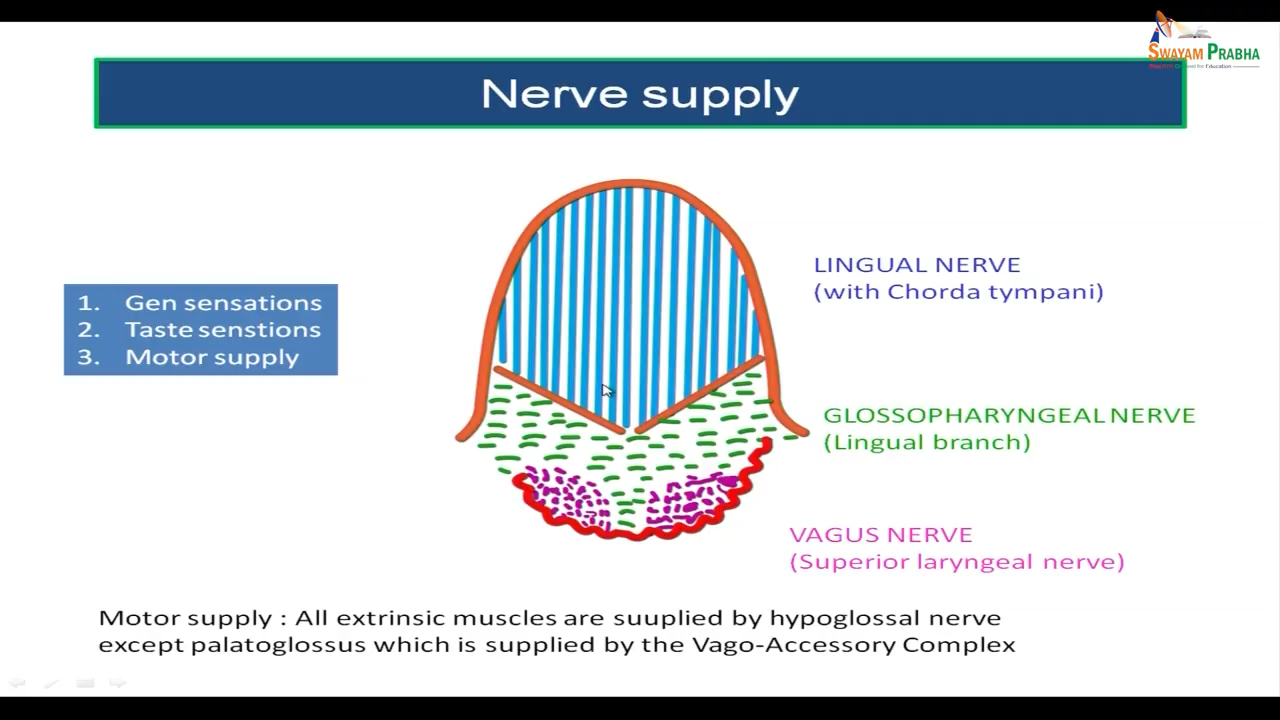 SWAYAM PRABHA
Nerve supply
1. Gen sensations
2. Taste senstions
3. Motor supply
LINGUAL NERVE
(with Chorda tympani)
GLOSSOPHARYNGEAL NERVE
(Lingual branch)
VAGUS NERVE
(Superior laryngeal nerve)
Motor supply : All extrinsic muscles are suuplied by hypoglossal nerve
except palatoglossus which is supplied by the Vago-Accessory Complex